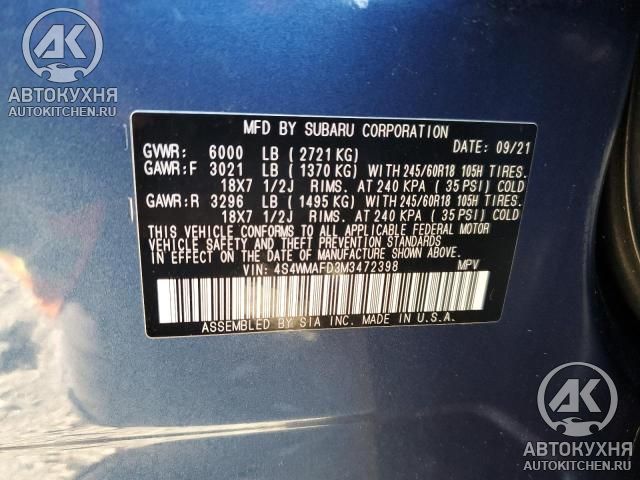 AK
АВТОКУХНЯ
AUTOKITCHEN.RU
MFD BY SUBARU CORPORATION
GVWR: 6000 LB (2721 KG) DATE: 09/21
GAWR:F 3021 LB (1370 KG) WITH 245/60R18 105H TIRES.
18X7 1/2J RIMS. AT 240 KPA (35 PSI) COLD
GAWR:R 3296 LB (1495 KG) WITH 245/60R18 105H TIRES.
18X7 1/2J RIMS. AT 240 KPA (35 PSI) COLD
THIS VEHICLE CONFORMS TO ALL APPLICABLE FEDERAL MOTOR
VEHICLE SAFETY AND THEFT PREVENTION STANDARDS
IN EFFECT ON THE DATE OF MANUFACTURE SHOWN ABOVE.
VIN: 4S4WMAFD3M3472398 MPV
ASSEMBLED BY SIA INC. MADE IN U.S.A.
AK
АВТОКУХНЯ
AUTOKITCHEN.RU